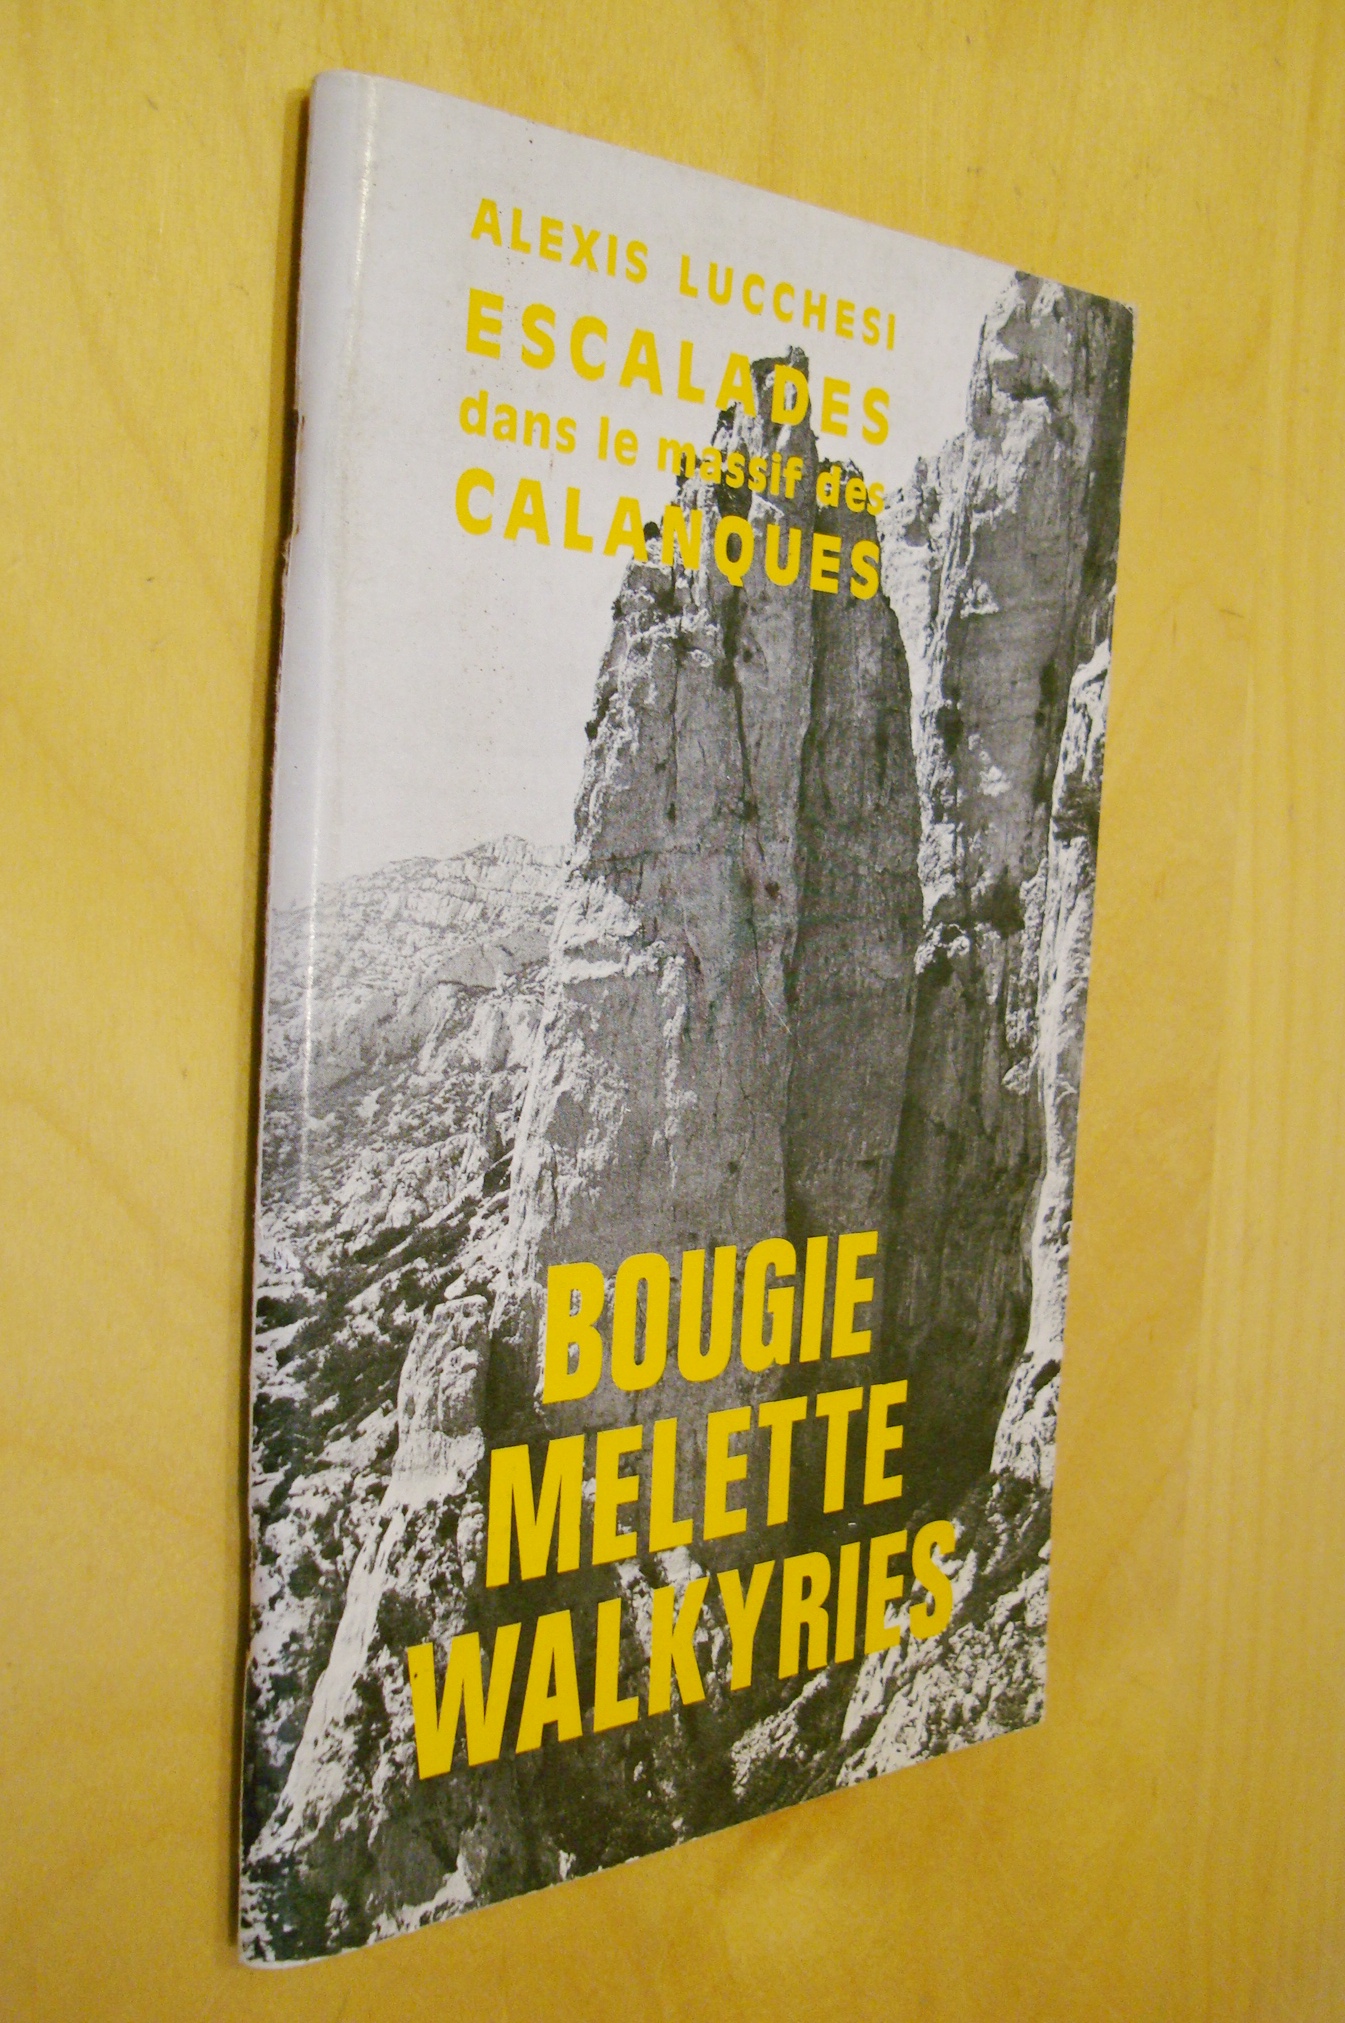 ALEXIS LUCCHESI
ESCALADES
dans le massif des
CALANQUES
BOUGIE
MELETTE
WALKYRIES